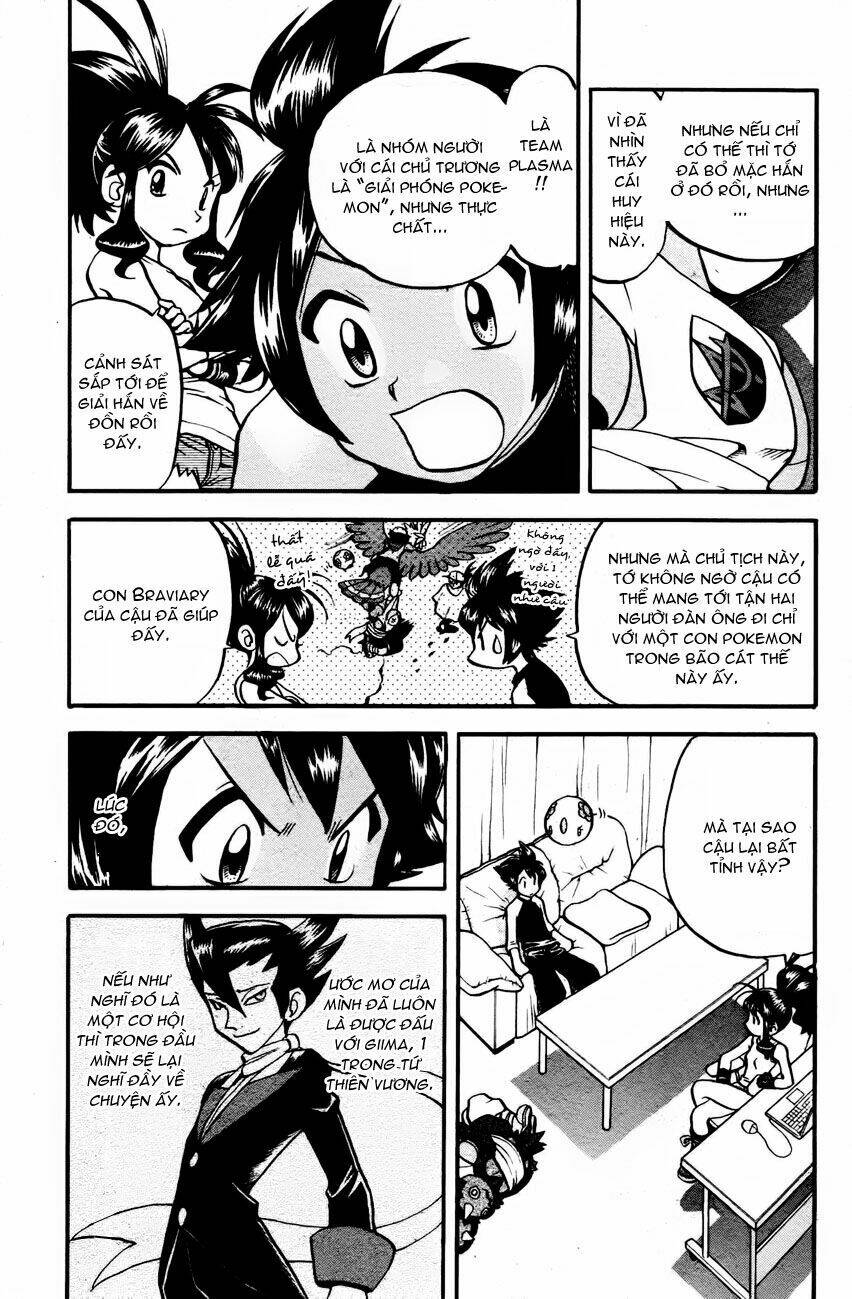 NHƯNG NẾU CHỈ
CÓ THẾ THÌ TỚ
ĐÃ BỎ MẶC HẮN
Ở ĐÓ RỒI, NHƯNG
...
VÌ ĐÃ
NHÌN
THẤY
CÁI
HUY
HIỆU
NÀY.
LÀ
TEAM
PLASMA
!!
LÀ NHÓM NGƯỜI
VỚI CÁI CHỦ TRƯƠNG
LÀ "GIẢI PHÓNG POKE-
MON", NHƯNG THỰC
CHẤT...
CẢNH SÁT
SẮP TỚI ĐỂ
GIẢI HẮN VỀ
ĐỒN RỒI
ĐẤY.
NHƯNG MÀ CHỦ TỊCH NÀY,
TỚ KHÔNG NGỜ CẬU CÓ
THỂ MANG TỚI TẬN HAI
NGƯỜI ĐÀN ÔNG ĐI CHỈ
VỚI MỘT CON POKEMON
TRONG BÃO CÁT THẾ
NÀY ẤY.
không
ngờ đấy,
với 1
người
như cậu
thất
lễ quá
đấy!
CON BRAVIARY
CỦA CẬU ĐÃ GIÚP
ĐẤY.
MÀ TẠI SAO
CẬU LẠI BẤT
TỈNH VẬY?
LÚC
ĐÓ,
ƯỚC MƠ CỦA
MÌNH ĐÃ LUÔN
LÀ ĐƯỢC ĐẤU
VỚI GIIMA, 1
TRONG TỨ
THIÊN VƯƠNG.
NẾU NHƯ
NGHĨ ĐÓ LÀ
MỘT CƠ HỘI
THÌ TRONG ĐẦU
MÌNH SẼ LẠI
NGHĨ ĐẦY VỀ
CHUYỆN ẤY.